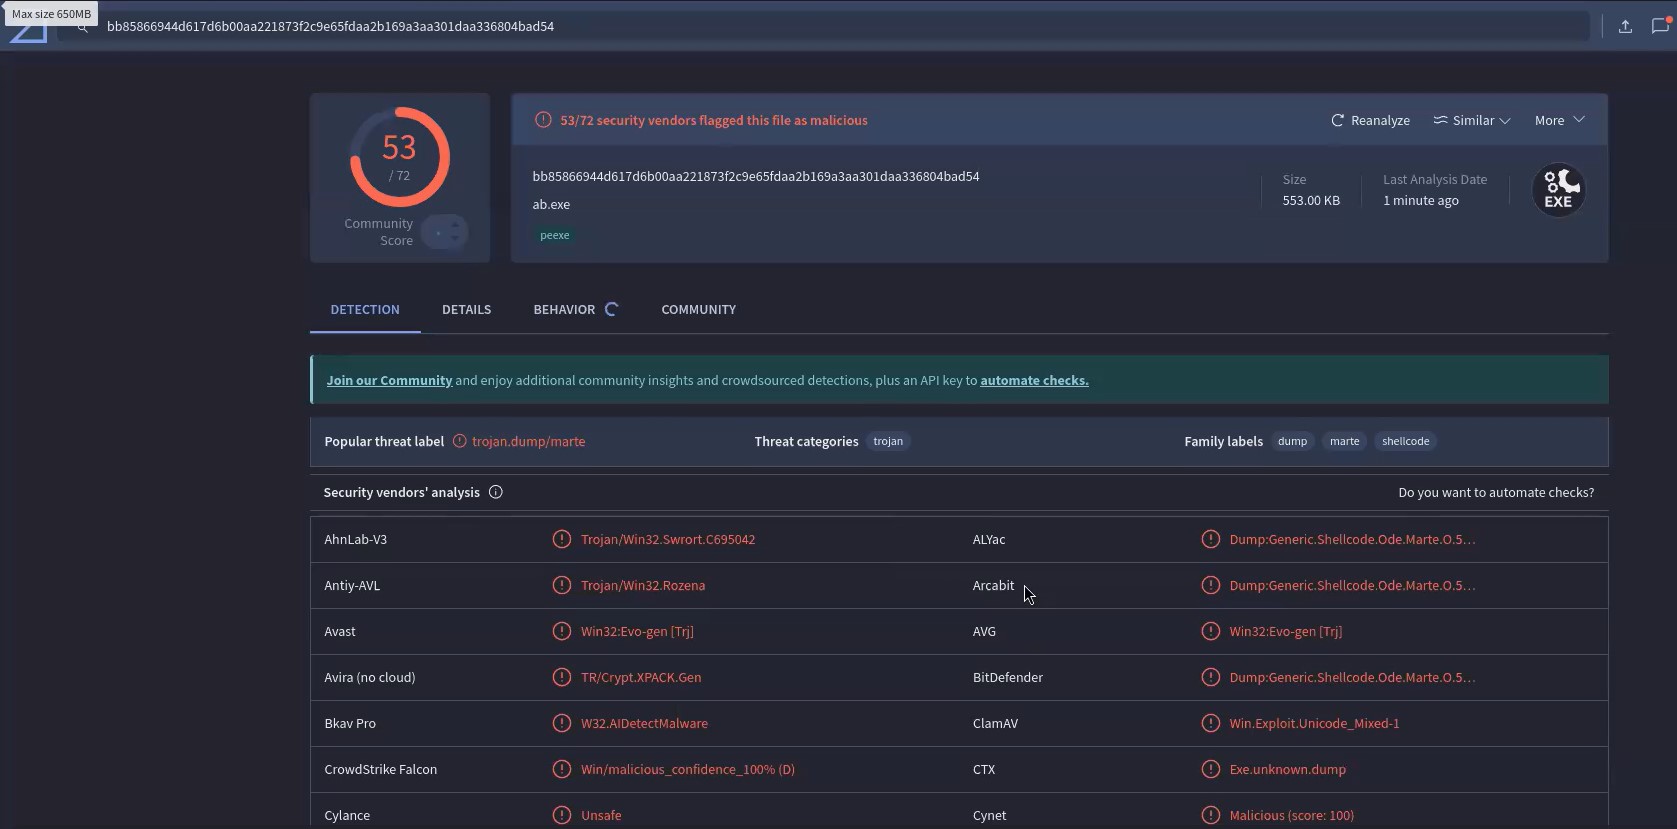 Max size 650MB
bb85866944d617d6b00aa221873f2c9e65fdaa2b169a3aa301daa336804bad54
53
/ 72
Community
Score
53/72 security vendors flagged this file as malicious
Reanalyze
Similar
More
bb85866944d617d6b00aa221873f2c9e65fdaa2b169a3aa301daa336804bad54
ab.exe
peexe
Size
553.00 KB
Last Analysis Date
1 minute ago
EXE
DETECTION
DETAILS
BEHAVIOR
COMMUNITY
Join our Community and enjoy additional community insights and crowdsourced detections, plus an API key to automate checks.
Popular threat label trojan.dump/marte
Threat categories trojan
Family labels dump marte shellcode
Security vendors' analysis
Do you want to automate checks?
AhnLab-V3 Trojan/Win32.Swrort.C695042 ALYac Dump:Generic.Shellcode.Ode.Marte.O.5...
Antiy-AVL Trojan/Win32.Rozena Arcabit Dump:Generic.Shellcode.Ode.Marte.O.5...
Avast Win32:Evo-gen [Trj] AVG Win32:Evo-gen [Trj]
Avira (no cloud) TR/Crypt.XPACK.Gen BitDefender Dump:Generic.Shellcode.Ode.Marte.O.5...
Bkav Pro W32.AIDetectMalware ClamAV Win.Exploit.Unicode_Mixed-1
CrowdStrike Falcon Win/malicious_confidence_100% (D) CTX Exe.unknown.dump
Cylance Unsafe Cynet Malicious (score: 100)